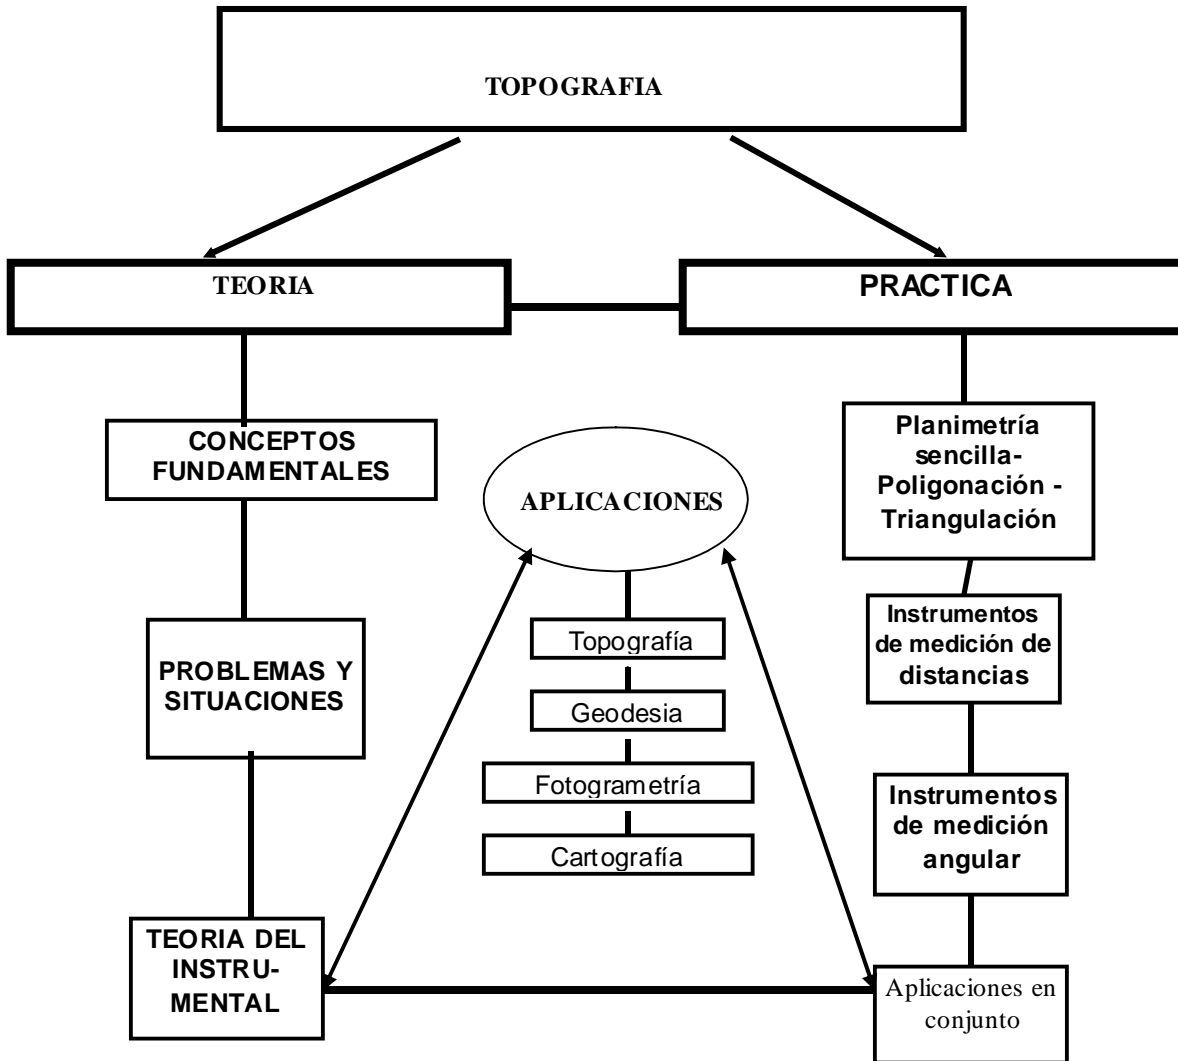 TOPOGRAFIA
TEORIA
PRACTICA
CONCEPTOS
FUNDAMENTALES
PROBLEMAS Y
SITUACIONES
TEORIA DEL
INSTRU-
MENTAL
APLICACIONES
Topografía
Geodesia
Fotogrametría
Cartografía
Planimetría
sencilla-
Poligonación -
Triangulación
Instrumentos
de medición de
distancias
Instrumentos
de medición
angular
Aplicaciones en
conjunto